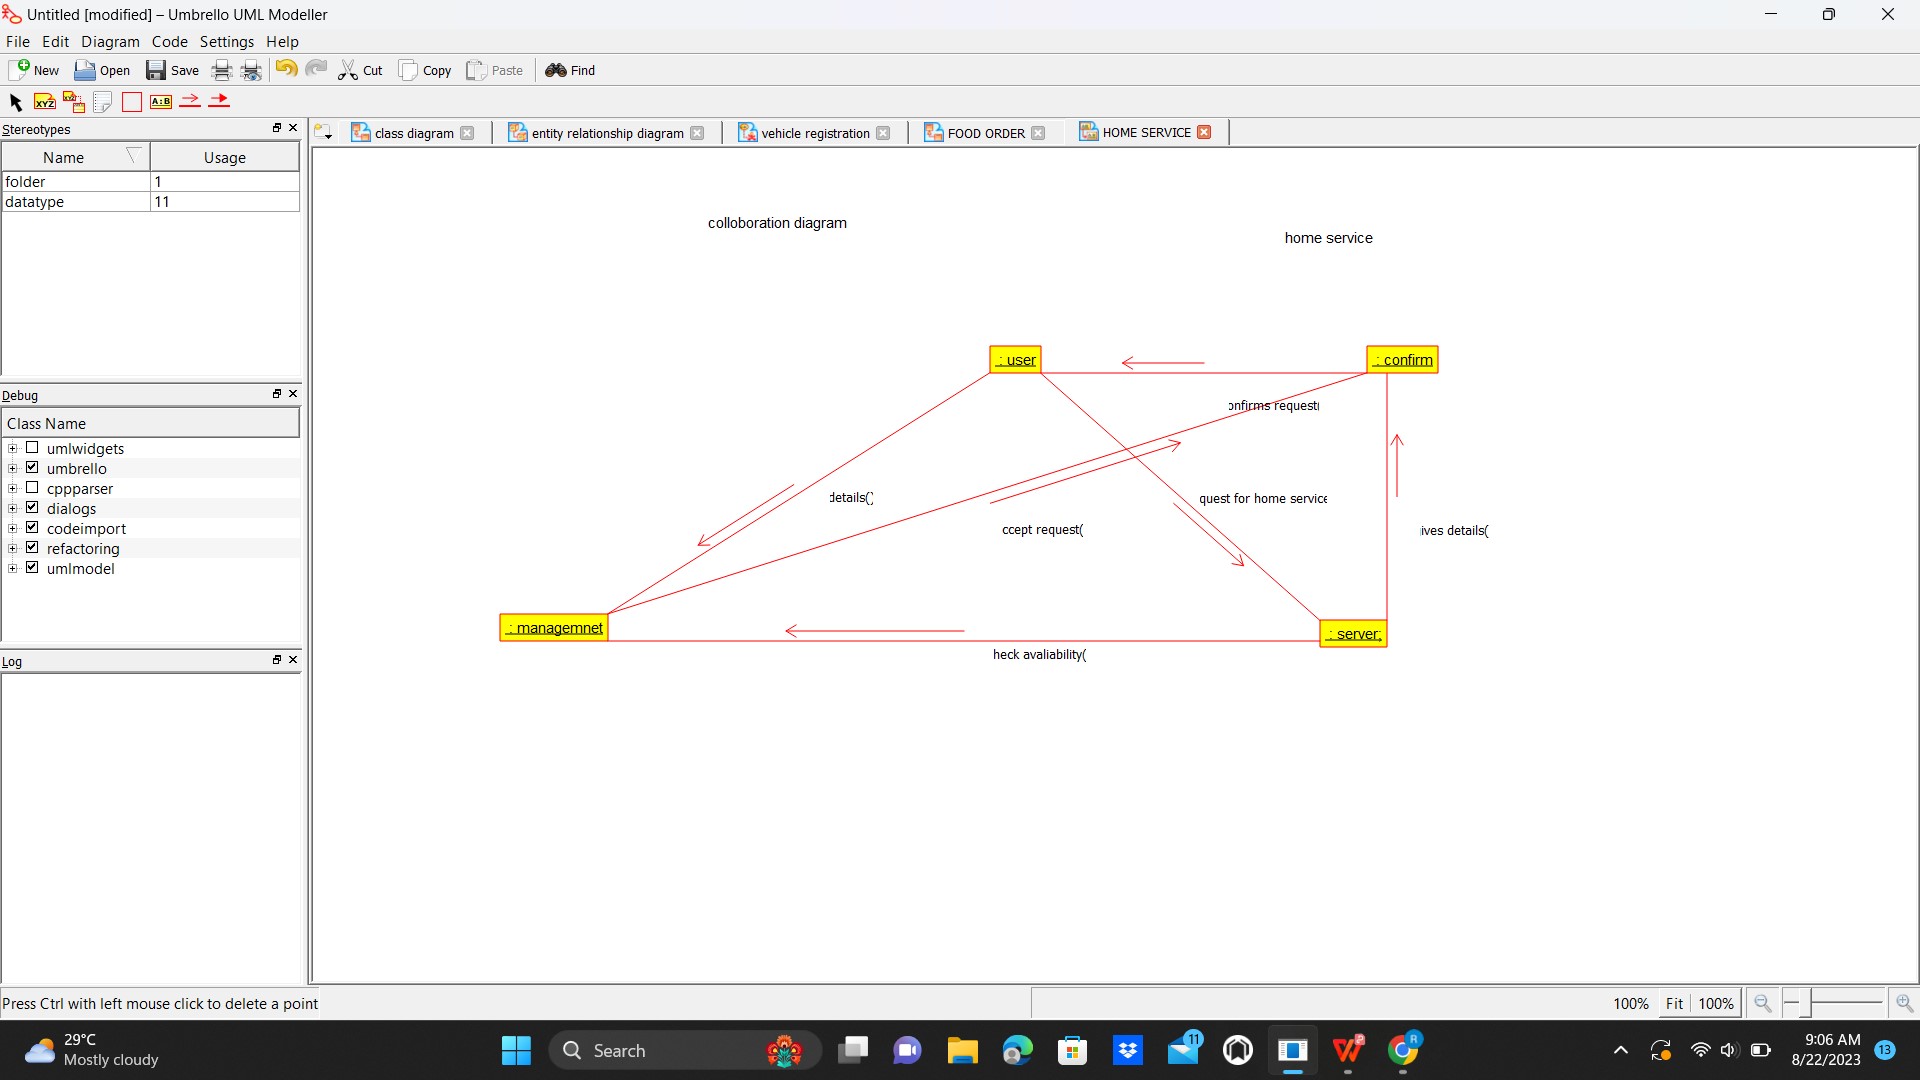 Untitled [modified] – Umbrello UML Modeller
File Edit Diagram Code Settings Help
New Open Save Cut Copy Paste Find
XYZ A:B
Stereotypes
Name Usage
folder 1
datatype 11
Debug
Class Name
umlwidgets
umbrello
cppparser
dialogs
codeimport
refactoring
umlmodel
Log
class diagram entity relationship diagram vehicle registration FOOD ORDER HOME SERVICE
colloboration diagram
home service
: user
: confirm
onfirms request(
details()
quest for home service
ccept request(
ives details(
: managemnet
: server;
heck avaliability(
Press Ctrl with left mouse click to delete a point
100% Fit 100%
29°C
Mostly cloudy
Search
11
R
9:06 AM
8/22/2023
13